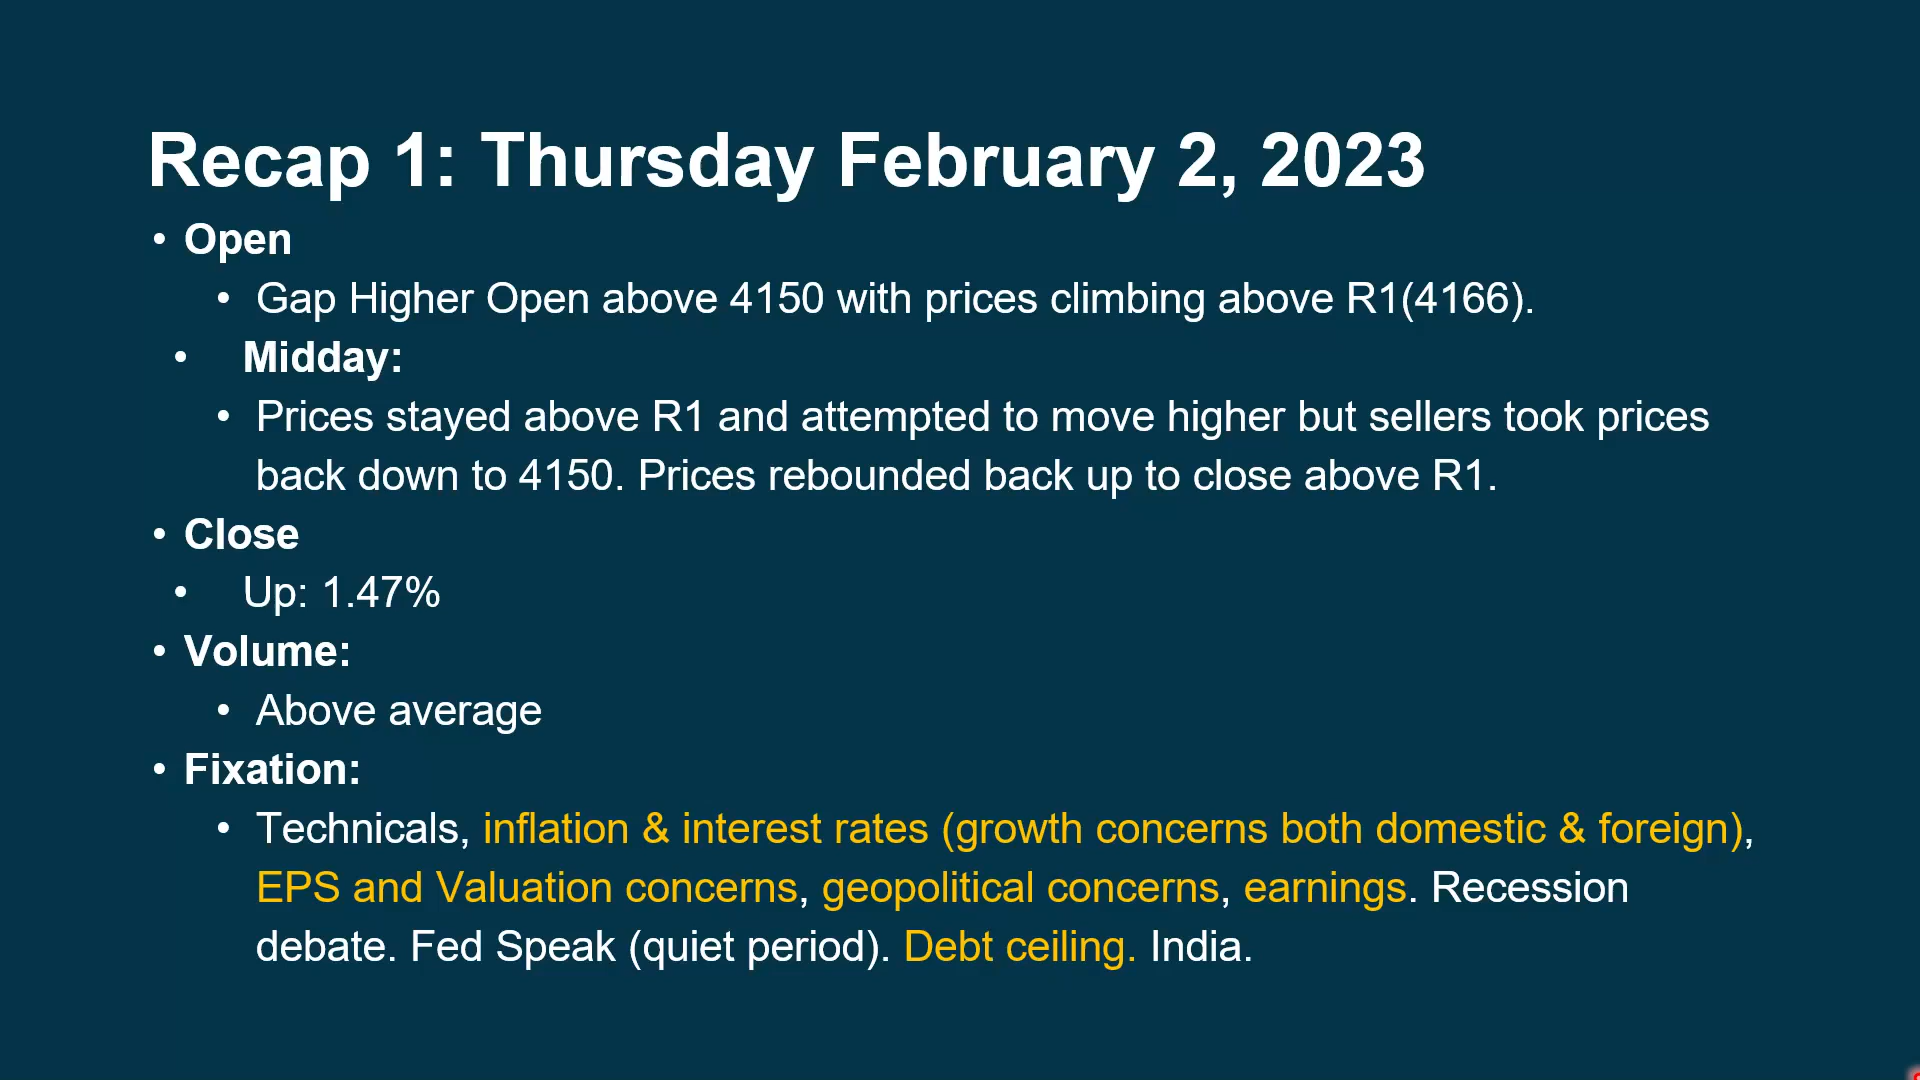 Recap 1: Thursday February 2, 2023
• Open
• Gap Higher Open above 4150 with prices climbing above R1(4166).
• Midday:
• Prices stayed above R1 and attempted to move higher but sellers took prices
back down to 4150. Prices rebounded back up to close above R1.
• Close
• Up: 1.47%
• Volume:
• Above average
• Fixation:
• Technicals, inflation & interest rates (growth concerns both domestic & foreign),
EPS and Valuation concerns, geopolitical concerns, earnings. Recession
debate. Fed Speak (quiet period). Debt ceiling. India.